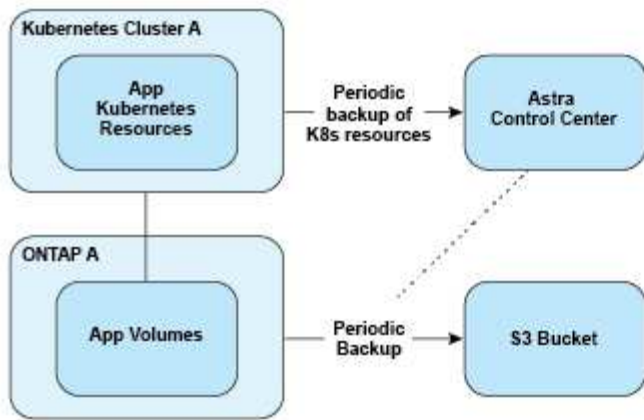 Kubernetes Cluster A
App
Kubernetes
Resources
Periodic
backup of
K8s resources
Astra
Control Center
ONTAP A
App Volumes
Periodic
Backup
S3 Bucket